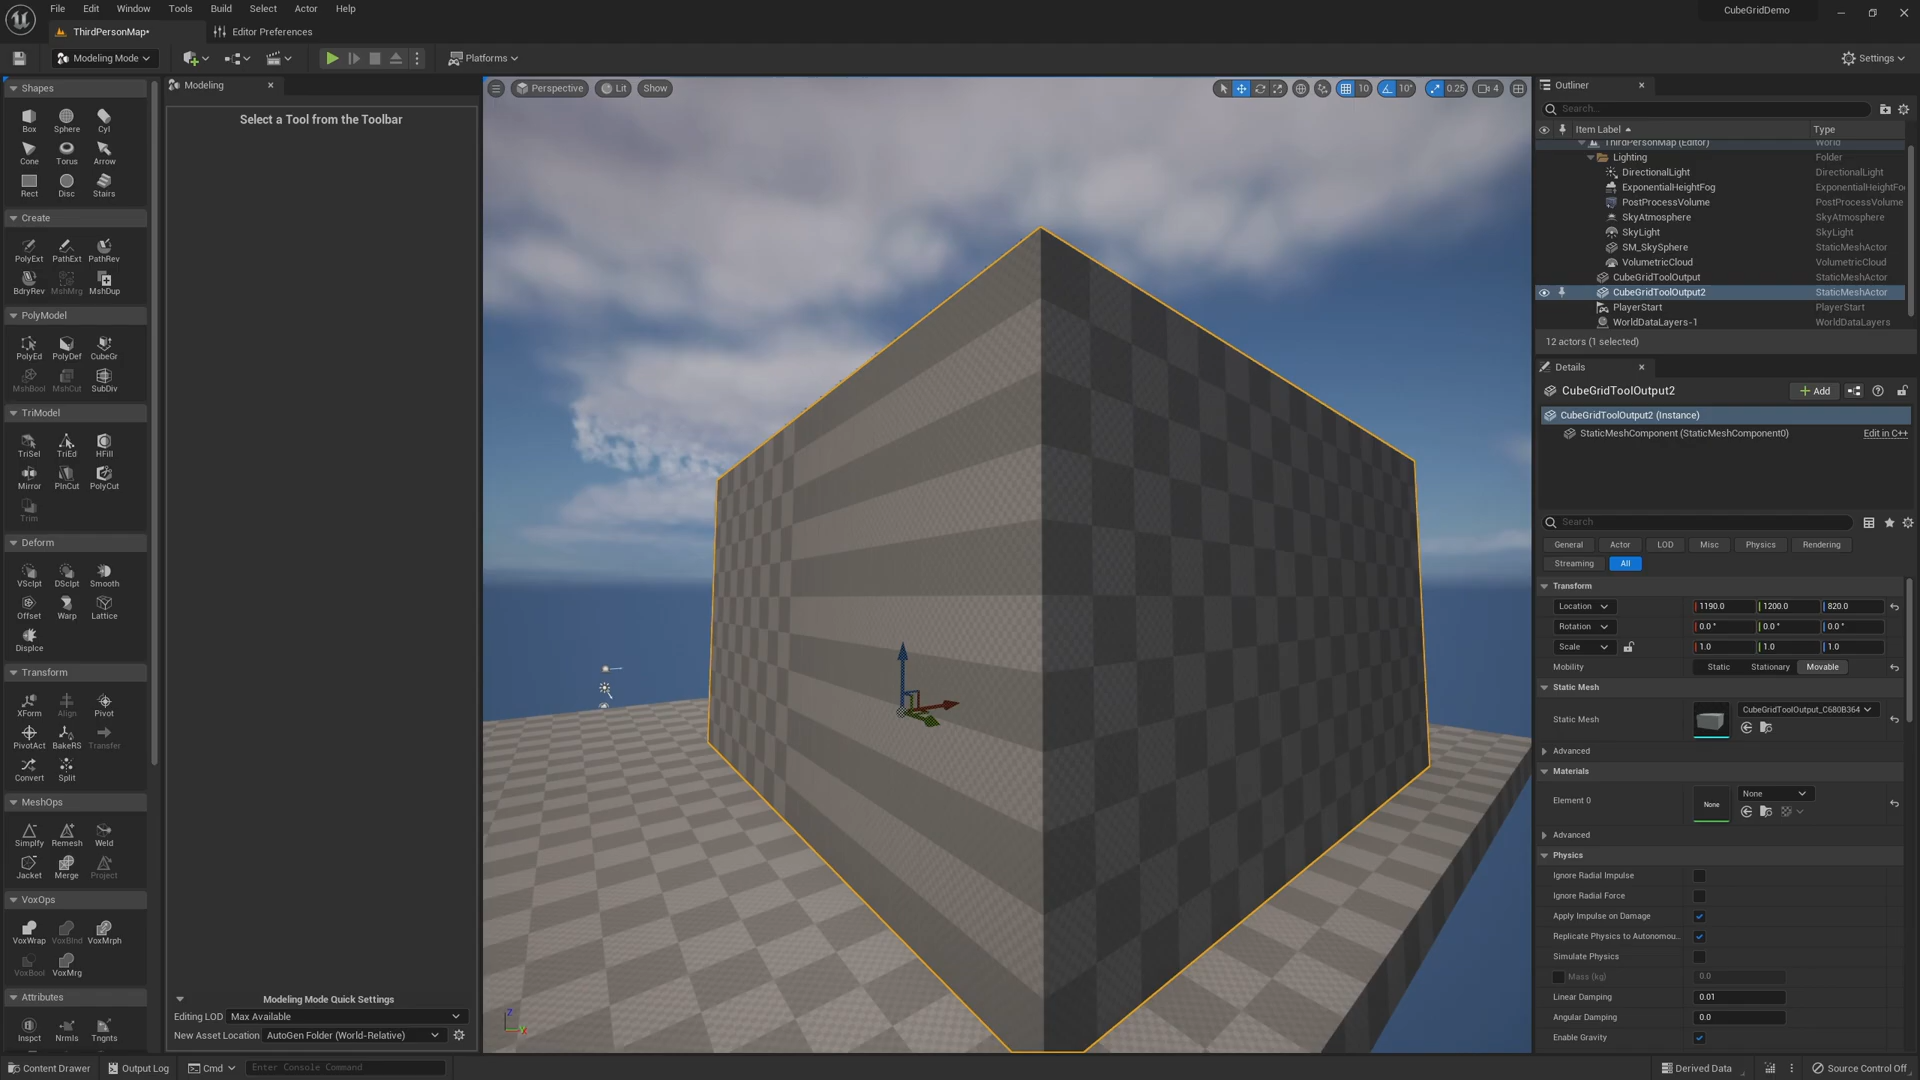 File Edit Window Tools Build Select Actor Help
CubeGridDemo
ThirdPersonMap•
Editor Preferences
Modeling Mode
Platforms
Settings
Shapes
Box Sphere Cyl
Cone Torus Arrow
Rect Disc Stairs
Create
PolyExt PathExt PathRev
BdryRev MshMrg MshDup
PolyModel
PolyEd PolyDef CubeGr
MshBool MshCut SubDiv
TriModel
TriSel TriEd HFill
Mirror PlnCut PolyCut
Trim
Deform
VSclpt DSclpt Smooth
Offset Warp Lattice
Displce
Transform
XForm Align Pivot
PivotAct BakeRS Transfer
Convert Split
MeshOps
Simplfy Remesh Weld
Jacket Merge Project
VoxOps
VoxWrap VoxBlnd VoxMrph
VoxBool VoxMrg
Attributes
Inspct Nrmls Tngnts
Modeling
Select a Tool from the Toolbar
Modeling Mode Quick Settings
Editing LOD Max Available
New Asset Location AutoGen Folder (World-Relative)
Perspective Lit Show
10 10° 0.25 4
Z
Outliner
Search...
Item Label Type
ThirdPersonMap (Editor) World
Lighting Folder
DirectionalLight DirectionalLight
ExponentialHeightFog ExponentialHeightFo
PostProcessVolume PostProcessVolume
SkyAtmosphere SkyAtmosphere
SkyLight SkyLight
SM_SkySphere StaticMeshActor
VolumetricCloud VolumetricCloud
CubeGridToolOutput StaticMeshActor
CubeGridToolOutput2 StaticMeshActor
PlayerStart PlayerStart
WorldDataLayers-1 WorldDataLayers
12 actors (1 selected)
Details
CubeGridToolOutput2
Add
CubeGridToolOutput2 (Instance)
StaticMeshComponent (StaticMeshComponent0) Edit in C++
Search
General Actor LOD Misc Physics Rendering
Streaming All
Transform
Location 1190.0 1200.0 820.0
Rotation 0.0 ° 0.0 ° 0.0 °
Scale 1.0 1.0 1.0
Mobility Static Stationary Movable
Static Mesh
Static Mesh CubeGridToolOutput_C680B364
Advanced
Materials
Element 0 None None
Advanced
Physics
Ignore Radial Impulse
Ignore Radial Force
Apply Impulse on Damage
Replicate Physics to Autonomou...
Simulate Physics
Mass (kg) 0.0
Linear Damping 0.01
Angular Damping 0.0
Enable Gravity
Content Drawer Output Log Cmd Enter Console Command
Derived Data Source Control Off